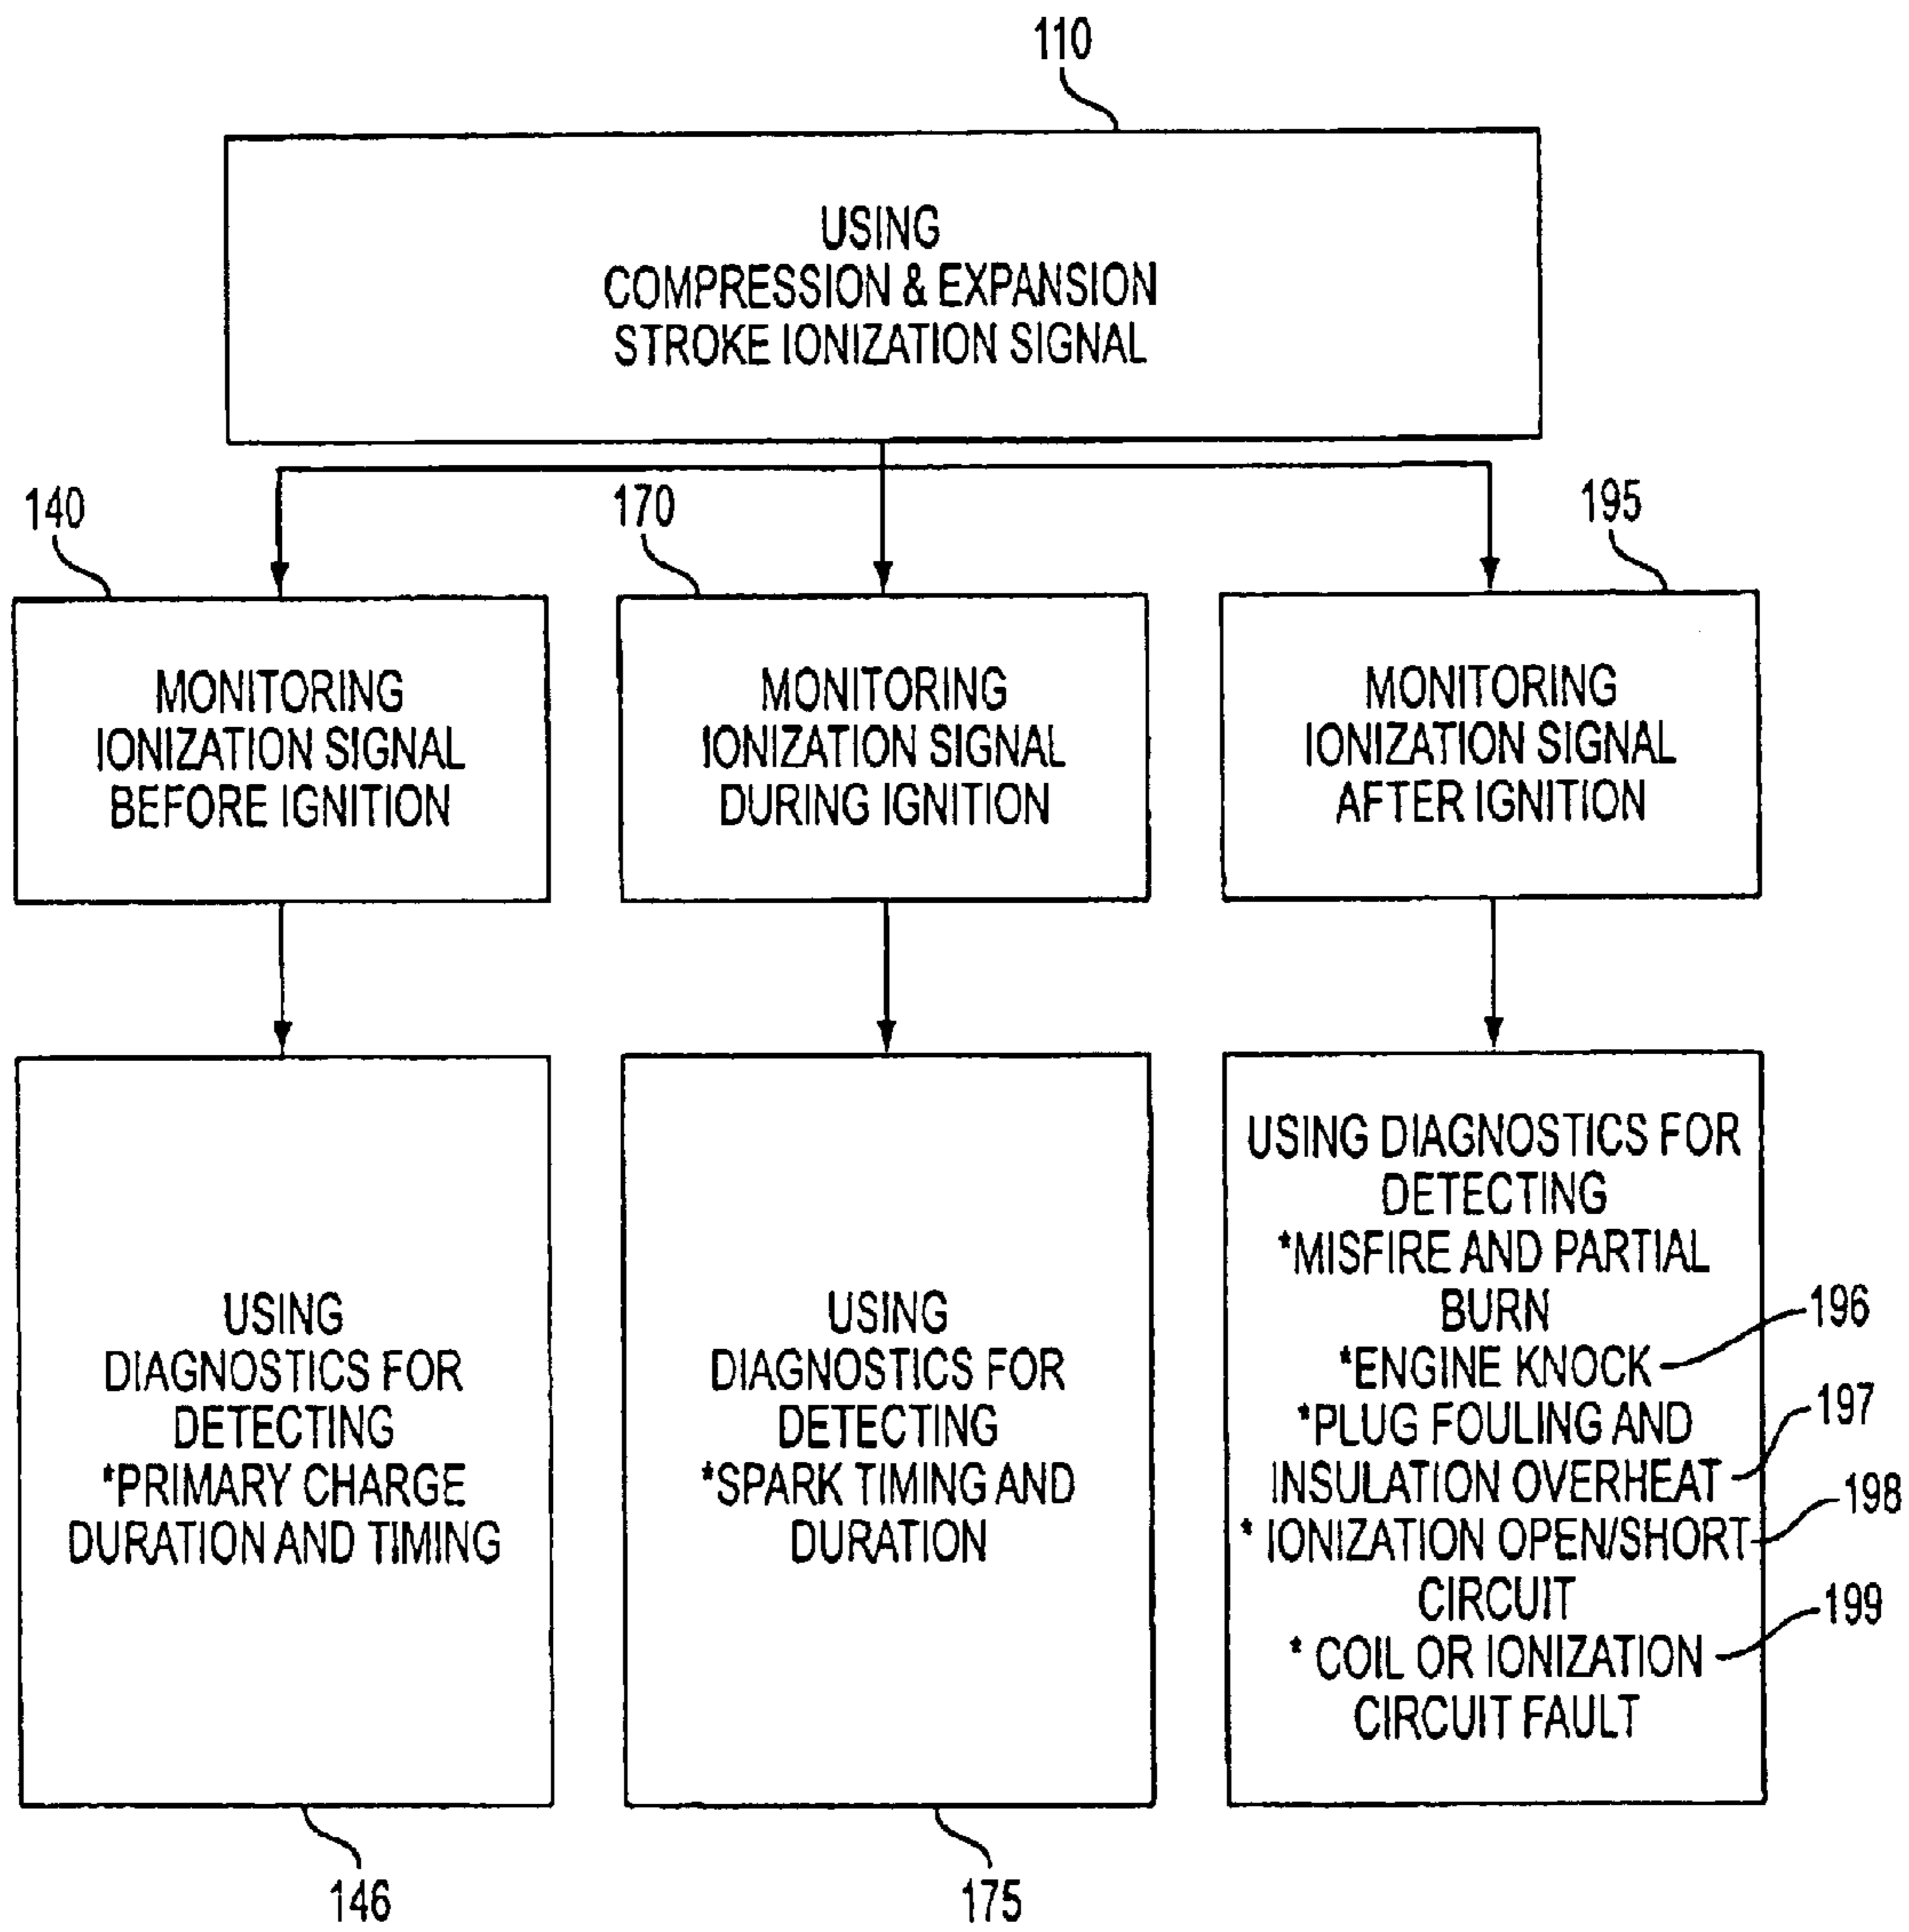 110
USING
COMPRESSION & EXPANSION
STROKE IONIZATION SIGNAL
140
170
195
MONITORING
IONIZATION SIGNAL
BEFORE IGNITION
MONITORING
IONIZATION SIGNAL
DURING IGNITION
MONITORING
IONIZATION SIGNAL
AFTER IGNITION
USING
DIAGNOSTICS FOR
DETECTING
*PRIMARY CHARGE
DURATION AND TIMING
146
USING
DIAGNOSTICS FOR
DETECTING
*SPARK TIMING AND
DURATION
175
USING DIAGNOSTICS FOR
DETECTING
*MISFIRE AND PARTIAL
BURN
*ENGINE KNOCK
196
*PLUG FOULING AND
INSULATION OVERHEAT
197
* IONIZATION OPEN/SHORT
CIRCUIT
198
* COIL OR IONIZATION
CIRCUIT FAULT
199